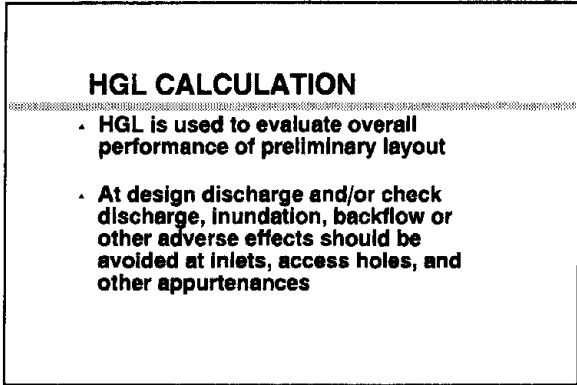 HGL CALCULATION
▴ HGL is used to evaluate overall
performance of preliminary layout
▴ At design discharge and/or check
discharge, inundation, backflow or
other adverse effects should be
avoided at inlets, access holes, and
other appurtenances